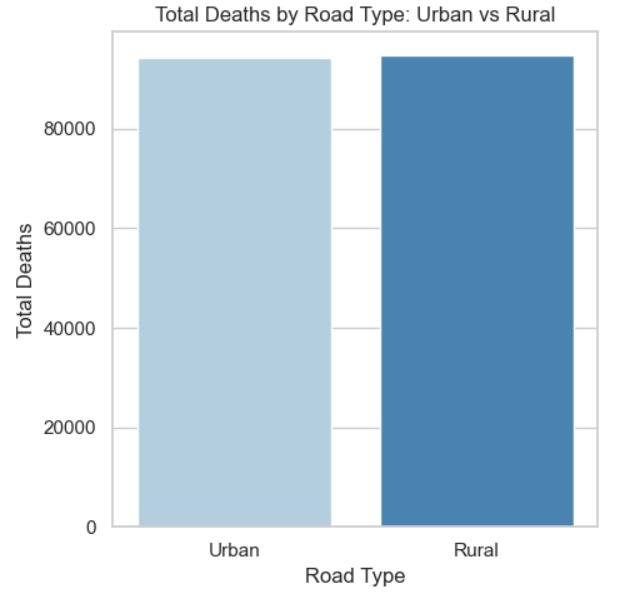 Total Deaths by Road Type: Urban vs Rural
Total Deaths
80000
60000
40000
20000
0
Urban
Rural
Road Type